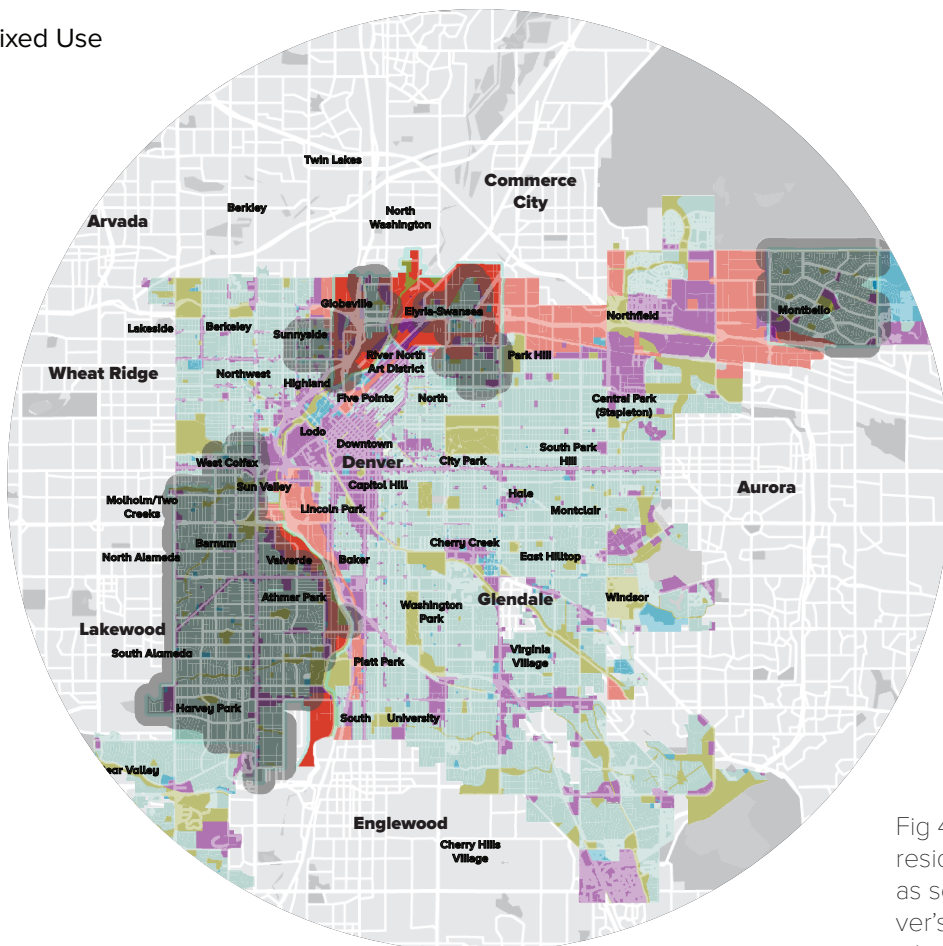 ixed Use
Twin Lakes
Commerce
City
Berkley
North
Washington
Arvada
Globeville
Elyria-Swansea
Montbello
Northfield
Lakeside
Berkeley
Sunnyside
River North
Art District
Park Hill
Wheat Ridge
Northwest
Highland
Five Points
North
Central Park
(Stapleton)
Lodo
Downtown
South Park
Hill
West Colfax
Denver
City Park
Sun Valley
Capitol Hill
Aurora
Molholm/Two
Creeks
Lincoln Park
Hale
Montclair
Barnum
Cherry Creek
North Alameda
Valverde
Baker
East Hilltop
Athmar Park
Washington
Park
Glendale
Windsor
Lakewood
South Alameda
Platt Park
Virginia
Village
Harvey Park
South
University
ear Valley
Englewood
Cherry Hills
Village
Fig 4
resid
as se
ver's